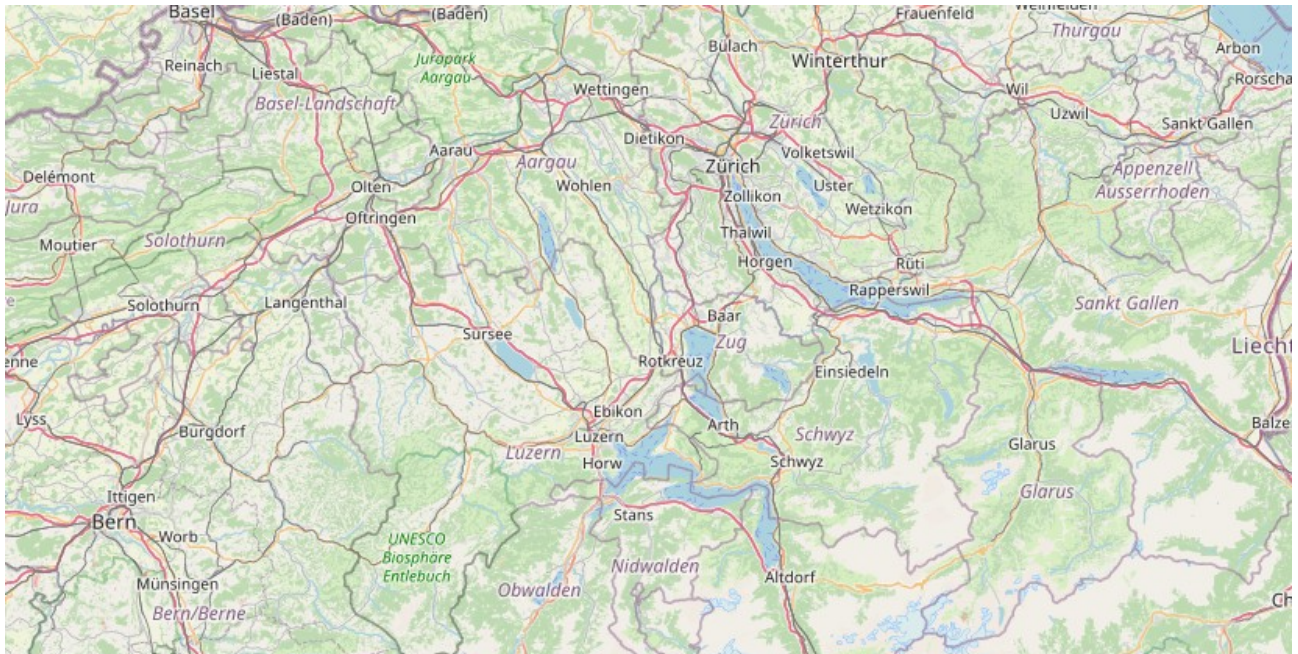 Basel
(Baden)
(Baden)
Frauenfeld
Thurgau
Bülach
Arbon
Reinach
Liestal
Juropark
Aargau
Winterthur
Rorscha
Basel-Landschaft
Wettingen
Wil
Uzwil
Sankt Gallen
Zürich
Dietikon
Aarau
Aargau
Zürich
Volketswil
Appenzell
Ausserrhoden
Delémont
Olten
Wohlen
Uster
Zollikon
Jura
Oftringen
Wetzikon
Moutier
Solothurn
Thalwil
Horgen
Rüti
Rapperswil
Solothurn
Langenthal
Sankt Gallen
Sursee
Baar
Zug
Liecht
enne
Rotkreuz
Einsiedeln
Lyss
Burgdorf
Ebikon
Luzern
Arth
Schwyz
Balze
Luzern
Horw
Schwyz
Glarus
Ittigen
Glarus
Bern
Stans
Worb
UNESCO
Biosphäre
Entlebuch
Nidwalden
Münsingen
Obwalden
Altdorf
Bern/Berne
Ch